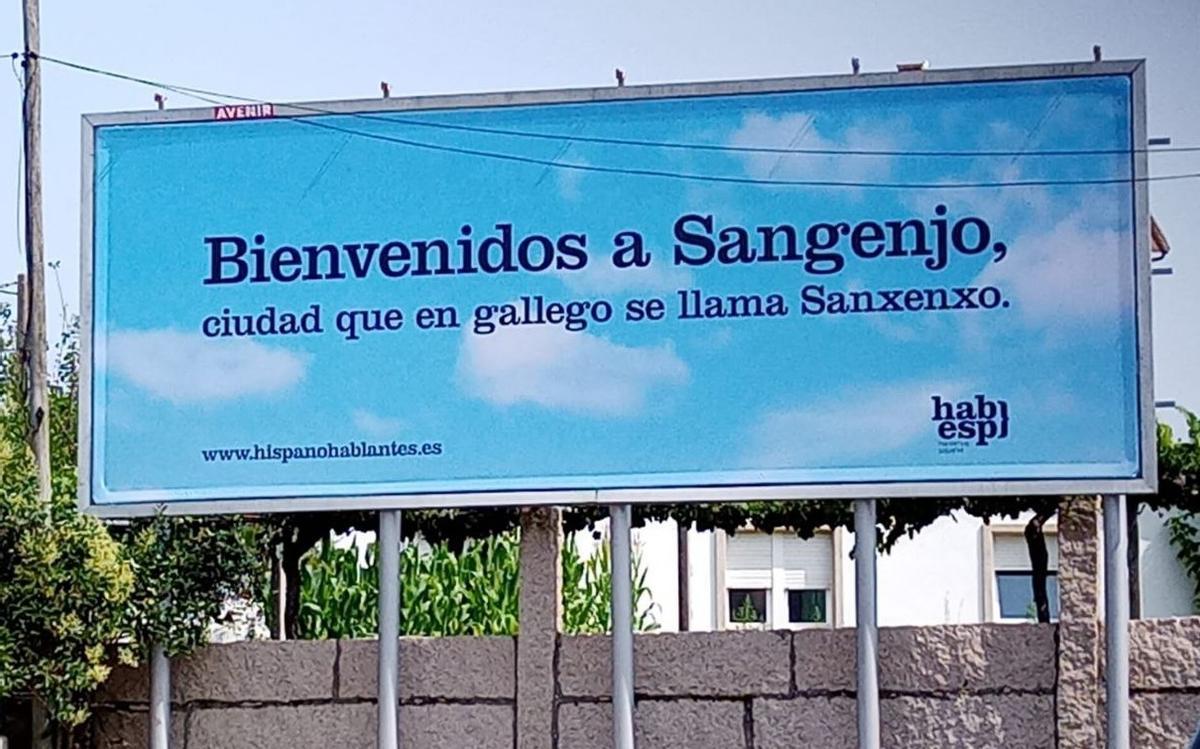 AVENIR
Bienvenidos a Sangenjo,
ciudad que en gallego se llama Sanxenxo.
www.hispanohablantes.es
hab
esp